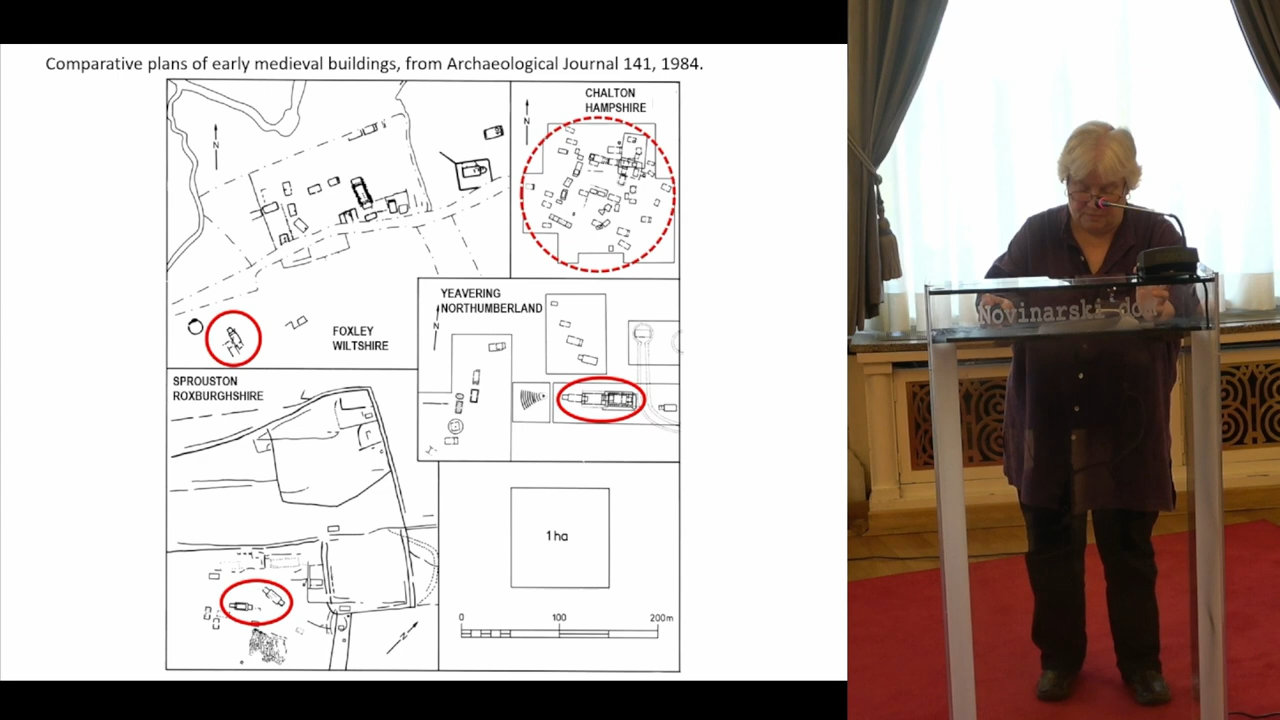 Comparative plans of early medieval buildings, from Archaeological Journal 141, 1984.
N
CHALTON
HAMPSHIRE
N
FOXLEY
WILTSHIRE
YEAVERING
NORTHUMBERLAND
N
SPROUSTON
ROXBURGHSHIRE
N
1 ha
0 100 200m
Novinarski dom